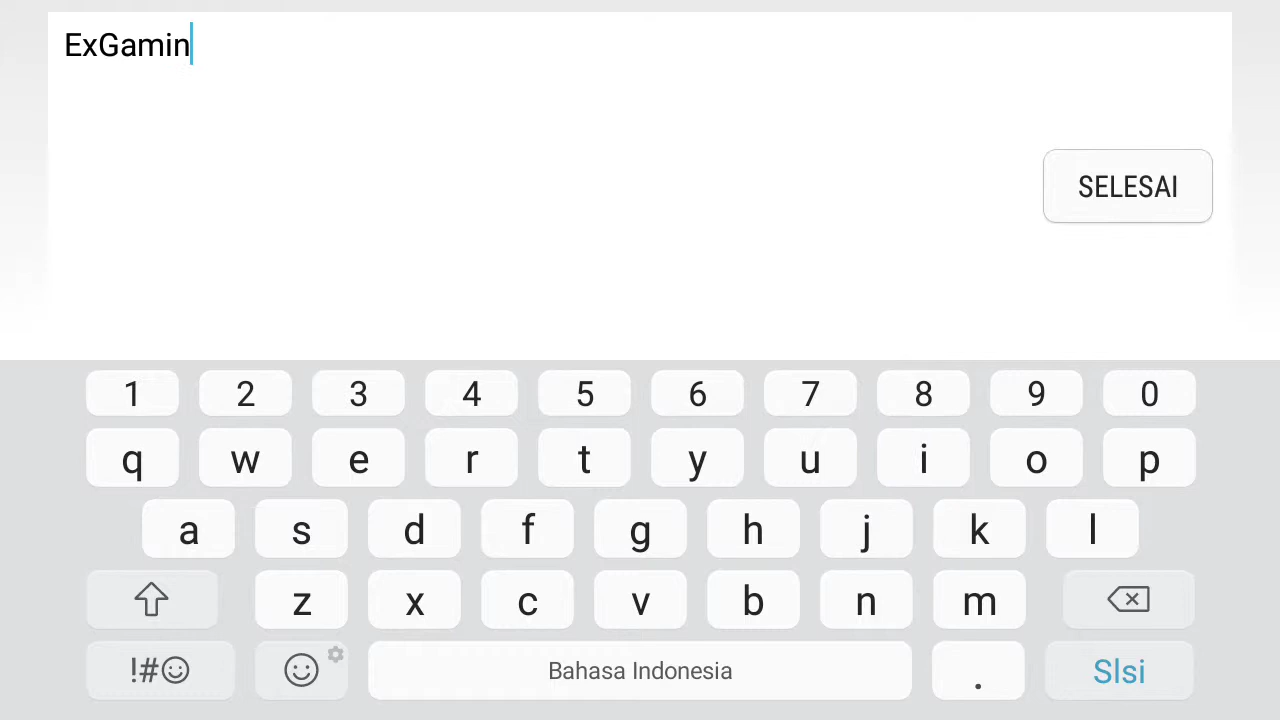 ExGamin
SELESAI
1 2 3 4 5 6 7 8 9 0
q w e r t y u i o p
a s d f g h j k l
z x c v b n m
!#☺ Bahasa Indonesia . Slsi